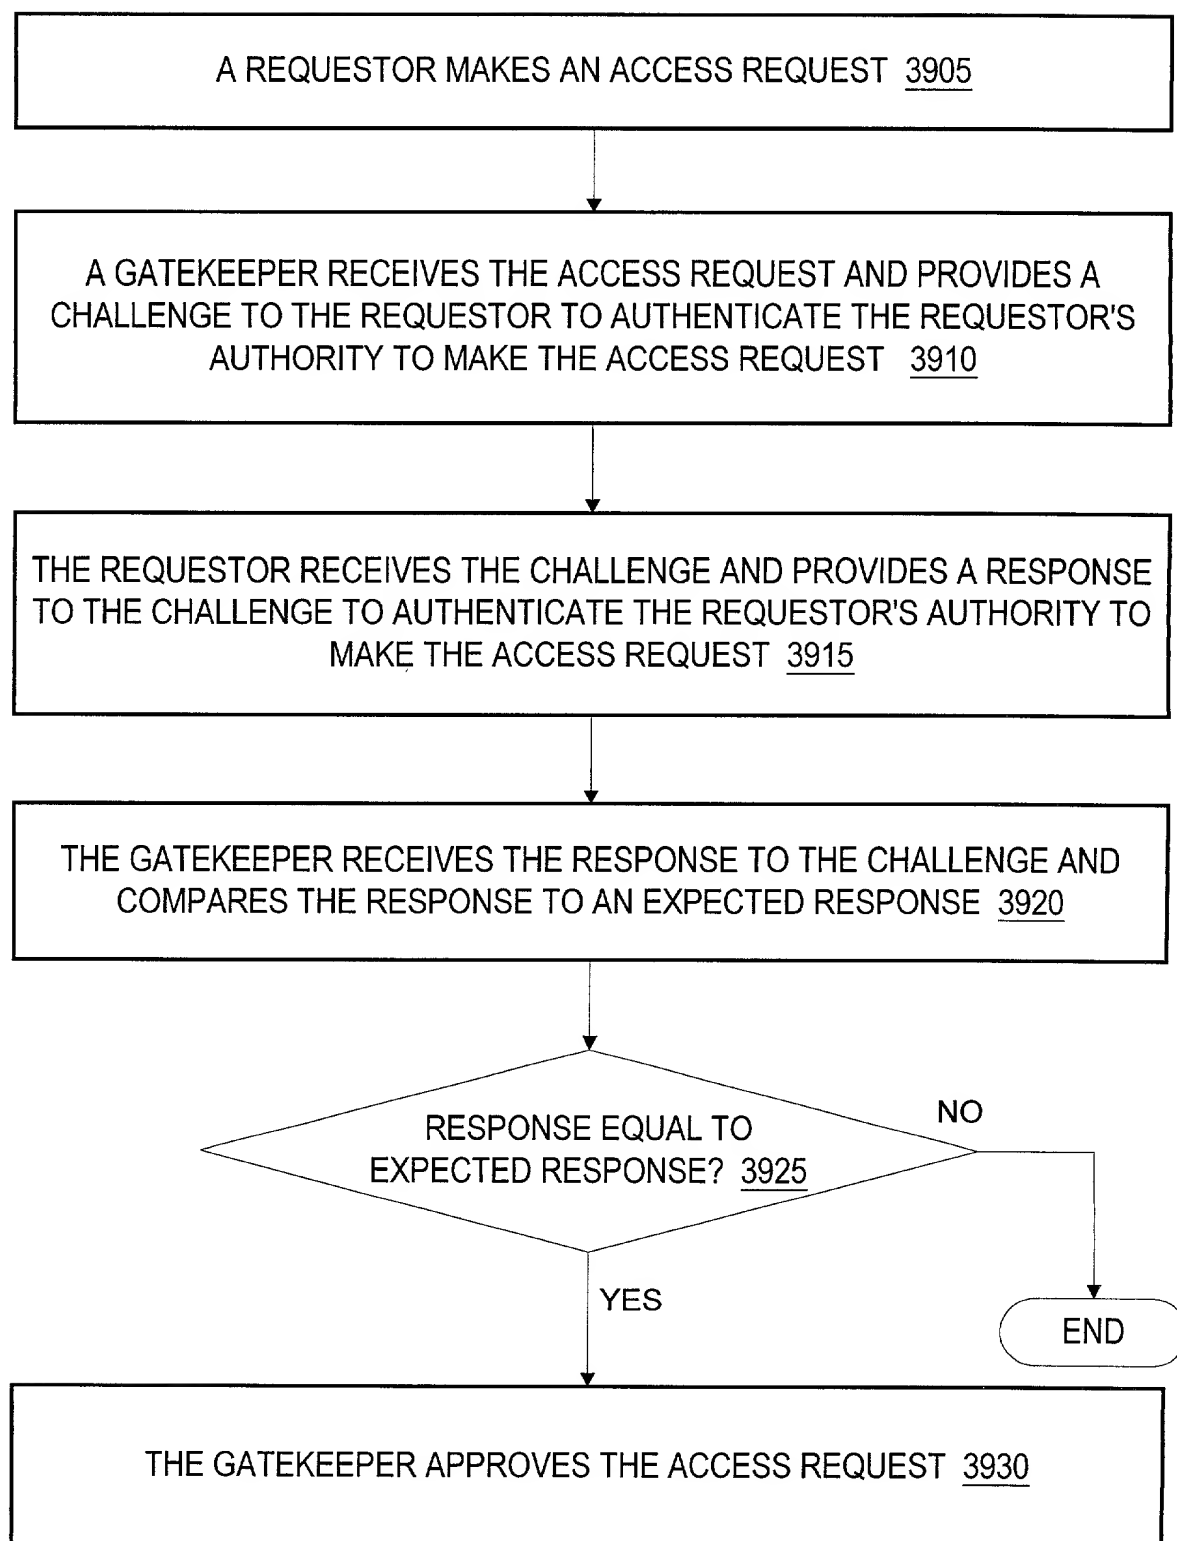 A REQUESTOR MAKES AN ACCESS REQUEST 3905
A GATEKEEPER RECEIVES THE ACCESS REQUEST AND PROVIDES A
CHALLENGE TO THE REQUESTOR TO AUTHENTICATE THE REQUESTOR'S
AUTHORITY TO MAKE THE ACCESS REQUEST 3910
THE REQUESTOR RECEIVES THE CHALLENGE AND PROVIDES A RESPONSE
TO THE CHALLENGE TO AUTHENTICATE THE REQUESTOR'S AUTHORITY TO
MAKE THE ACCESS REQUEST 3915
THE GATEKEEPER RECEIVES THE RESPONSE TO THE CHALLENGE AND
COMPARES THE RESPONSE TO AN EXPECTED RESPONSE 3920
RESPONSE EQUAL TO
EXPECTED RESPONSE? 3925
NO
YES
END
THE GATEKEEPER APPROVES THE ACCESS REQUEST 3930